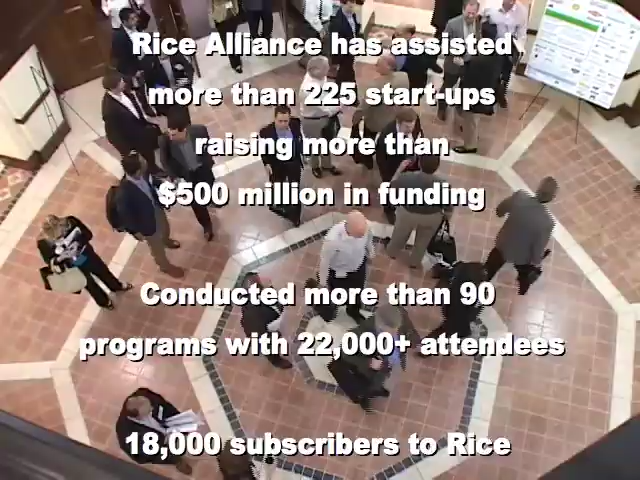 Rice Alliance has assisted
more than 225 start-ups
raising more than
$500 million in funding
Conducted more than 90
programs with 22,000+ attendees
18,000 subscribers to Rice